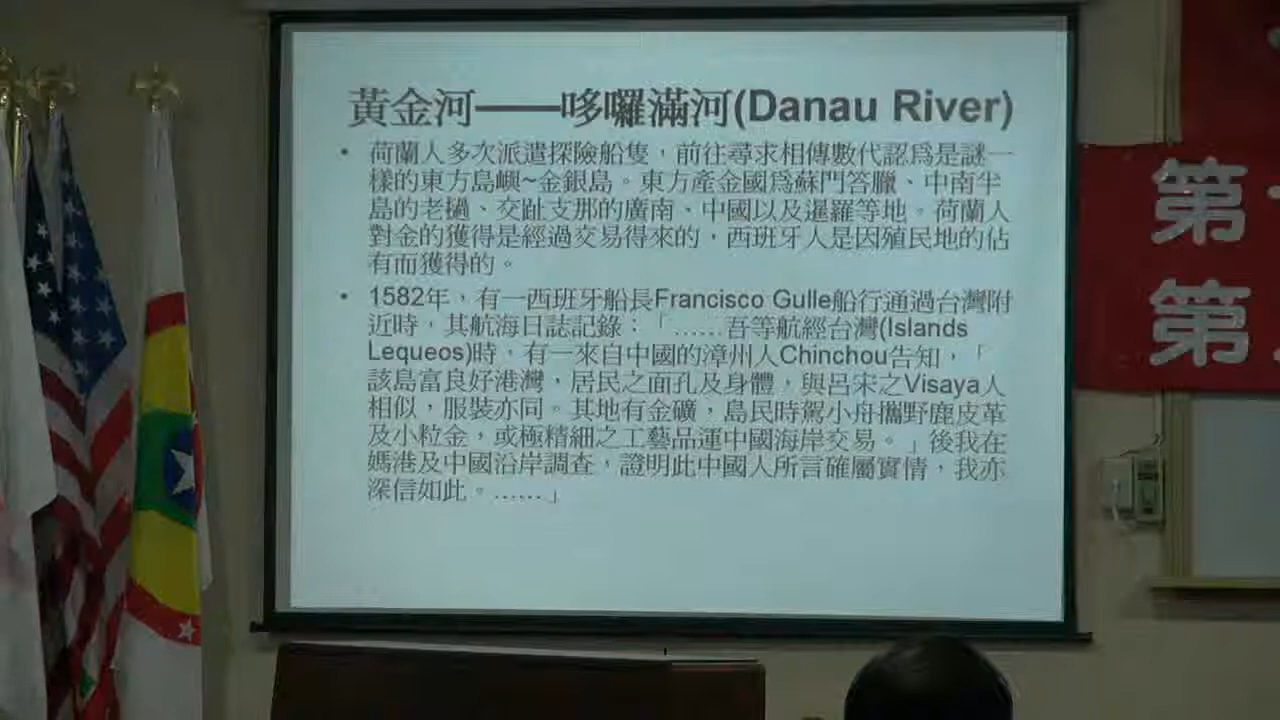 黃金河——哆囉滿河(Danau River)
• 荷蘭人多次派遣探險船隻，前往尋求相傳數代認爲是謎一
樣的東方島嶼~金銀島。東方產金國爲蘇門答臘、中南半
島的老撾、交趾支那的廣南、中國以及暹羅等地。荷蘭人
對金的獲得是經過交易得來的，西班牙人是因殖民地的佔
有而獲得的。
• 1582年，有一西班牙船長Francisco Gulle船行通過台灣附
近時，其航海日誌記錄：「……吾等航經台灣(Islands
Lequeos)時，有一來自中國的漳州人Chinchou告知，「
該島富良好港灣，居民之面孔及身體，與呂宋之Visaya人
相似，服裝亦同。其地有金礦，島民時駕小舟攜野鹿皮革
及小粒金，或極精細之工藝品運中國海岸交易。」後我在
媽港及中國沿岸調查，證明此中國人所言確屬實情，我亦
深信如此。……」
第
第